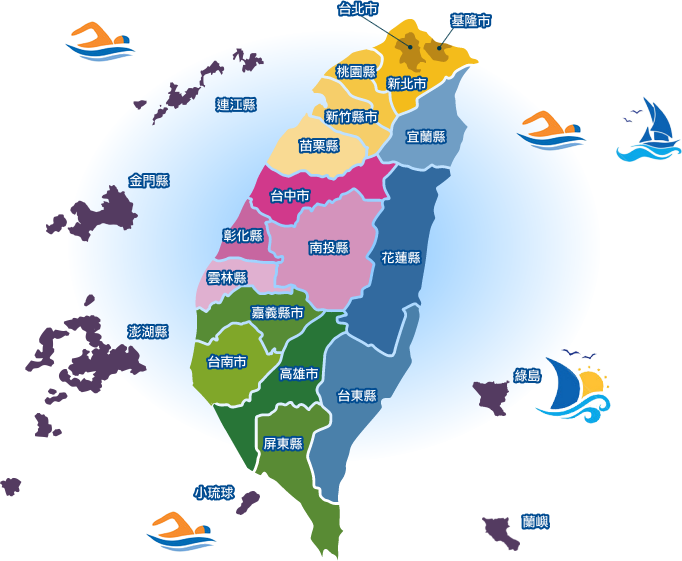 台北市
基隆市
桃園縣
新北市
連江縣
新竹縣市
宜蘭縣
苗栗縣
金門縣
台中市
彰化縣
南投縣
花蓮縣
雲林縣
嘉義縣市
澎湖縣
台南市
高雄市
綠島
台東縣
屏東縣
小琉球
蘭嶼